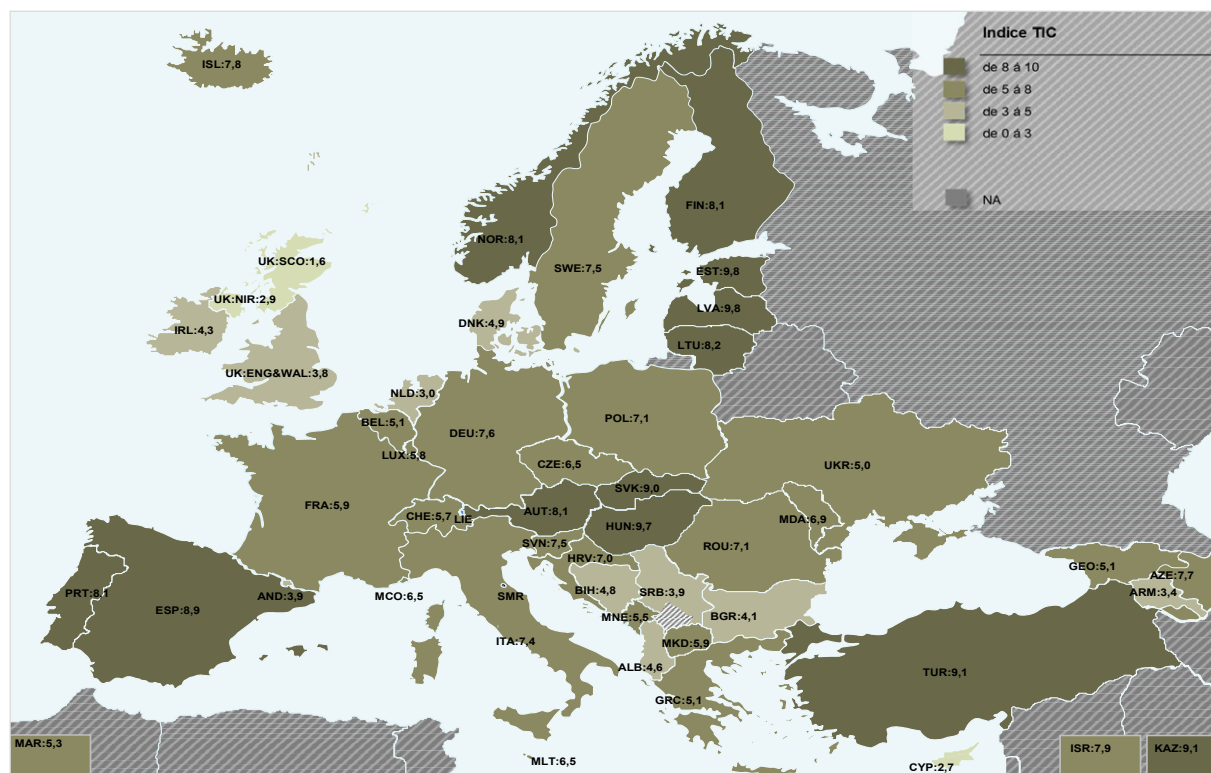 Indice TIC
de 8 á 10
de 5 á 8
de 3 á 5
de 0 á 3
NA
ISL:7,8
FIN:8,1
NOR:8,1
UK:SCO:1,6
SWE:7,5
EST:9,8
UK:NIR:2,9
LVA:9,8
DNK:4,9
IRL:4,3
LTU:8,2
UK:ENG&WAL:3,8
NLD:3,0
BEL:5,1
POL:7,1
DEU:7,6
LUX:5,8
CZE:6,5
UKR:5,0
SVK:9,0
FRA:5,9
AUT:8,1
CHE:5,7
LIE
MDA:6,9
HUN:9,7
SVN:7,5
ROU:7,1
HRV:7,0
GEO:5,1
AZE:7,7
PRT:8,1
ESP:8,9
AND:3,9
MCO:6,5
SMR
BIH:4,8
SRB:3,9
ARM:3,4
MNE:5,5
BGR:4,1
ITA:7,4
MKD:5,9
ALB:4,6
TUR:9,1
GRC:5,1
MAR:5,3
MLT:6,5
CYP:2,7
ISR:7,9
KAZ:9,1